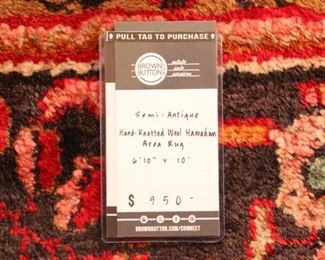 PULL TAG TO PURCHASE
BROWN BUTTON
estate sale services
Semi-Antique
Hand-Knotted Wool Hamadan
Area Rug
6'10" x 10'
$ 950-
BROWNBUTTON.COM/CONNECT